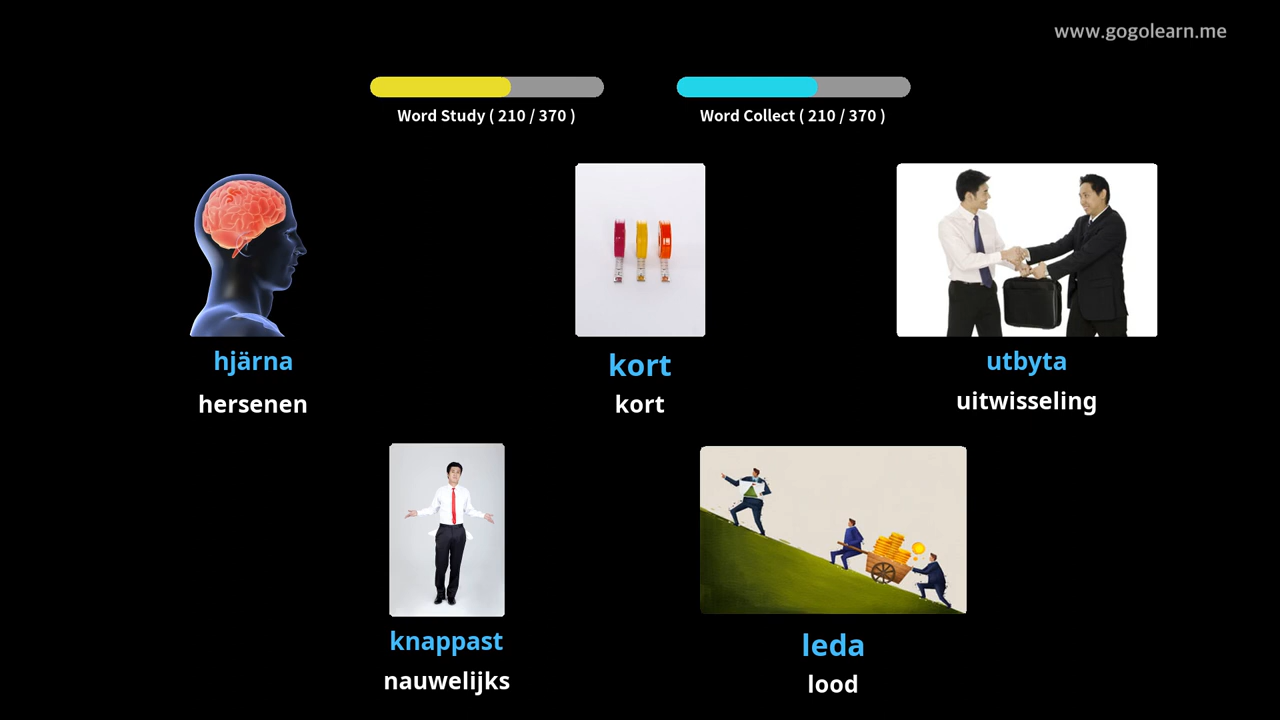 www.gogolearn.me
Word Study ( 210 / 370 )
Word Collect ( 210 / 370 )
hjärna
hersenen
kort
kort
utbyta
uitwisseling
knappast
nauwelijks
leda
lood